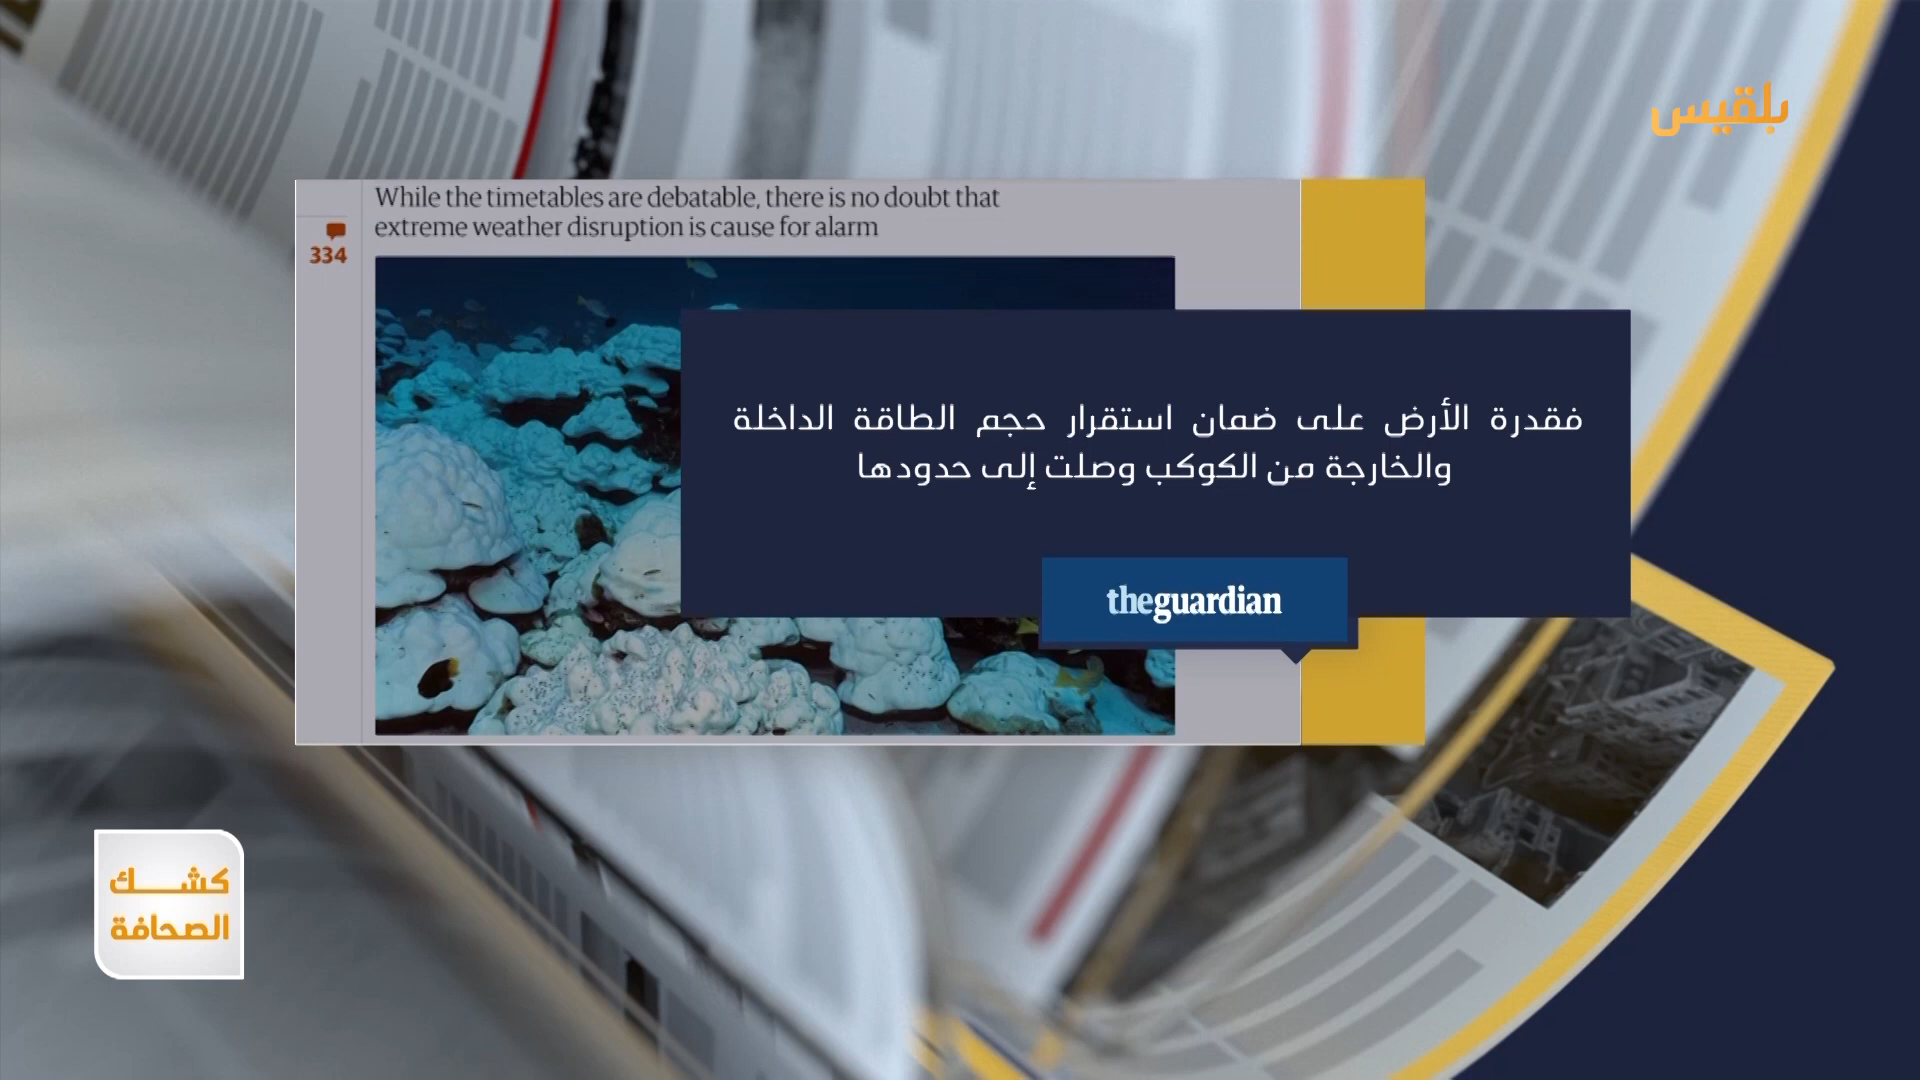 بلقيس
While the timetables are debatable, there is no doubt that
extreme weather disruption is cause for alarm
334
فقدرة الأرض على ضمان استقرار حجم الطاقة الداخلة
والخارجة من الكوكب وصلت إلى حدودها
theguardian
كشك
الصحافة